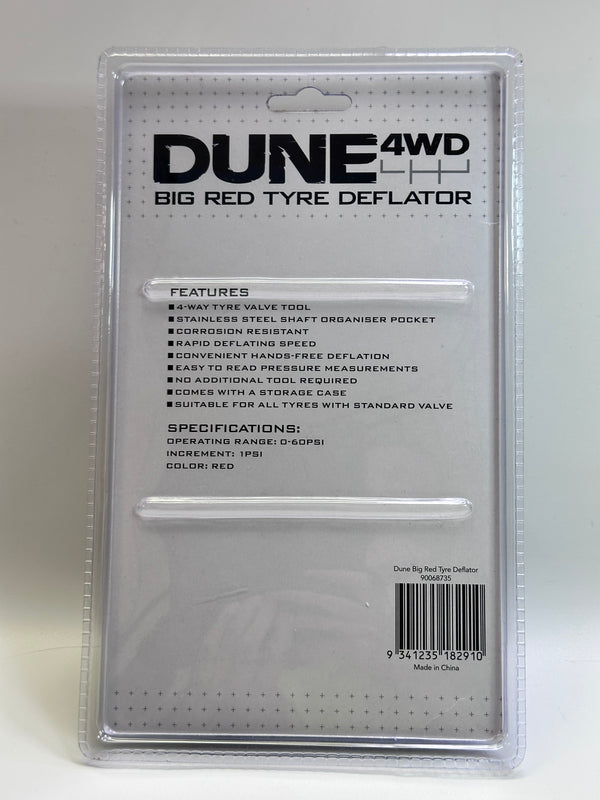 DUNE 4WD
BIG RED TYRE DEFLATOR
FEATURES
■4-WAY TYRE VALVE TOOL
■STAINLESS STEEL SHAFT ORGANISER POCKET
■CORROSION RESISTANT
■RAPID DEFLATING SPEED
■CONVENIENT HANDS-FREE DEFLATION
■EASY TO READ PRESSURE MEASUREMENTS
■NO ADDITIONAL TOOL REQUIRED
■COMES WITH A STORAGE CASE
■SUITABLE FOR ALL TYRES WITH STANDARD VALVE
SPECIFICATIONS:
OPERATING RANGE: 0-60PSI
INCREMENT: 1PSI
COLOR: RED
Dune Big Red Tyre Deflator
90068735
9 341235 182910
Made in China